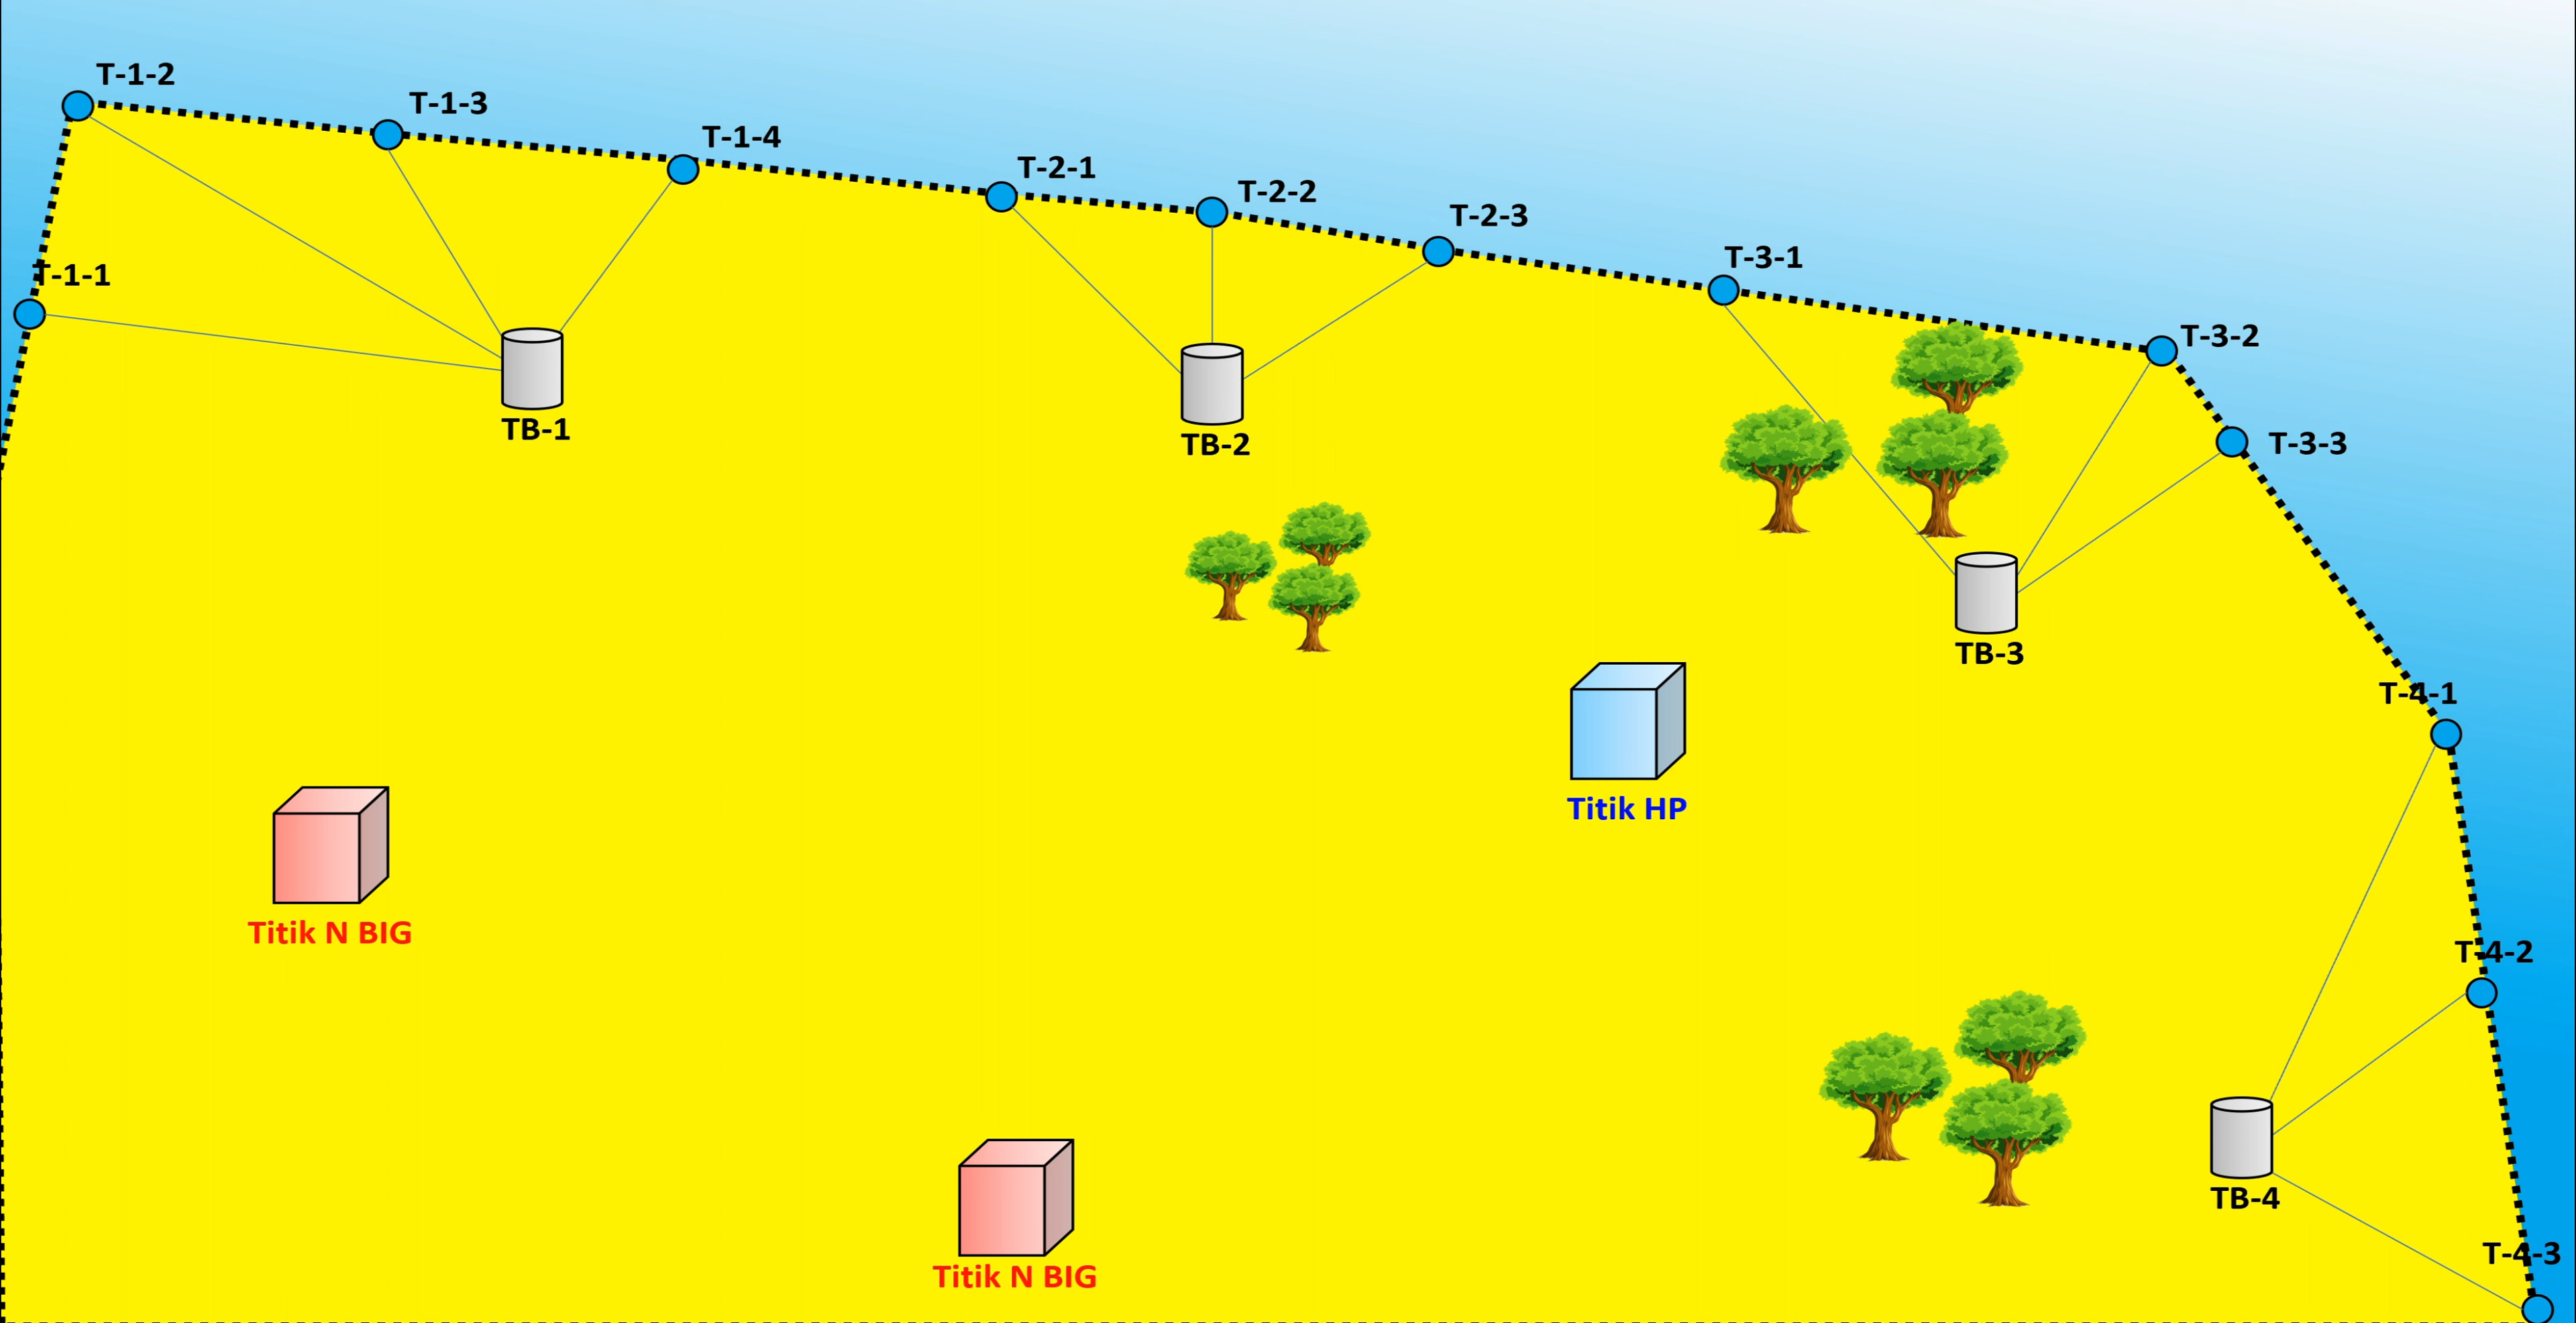 T-1-2
T-1-3
T-1-4
T-2-1
T-2-2
T-2-3
T-3-1
T-1-1
T-3-2
TB-1
TB-2
T-3-3
TB-3
T-4-1
Titik HP
Titik N BIG
T-4-2
TB-4
T-4-3
Titik N BIG